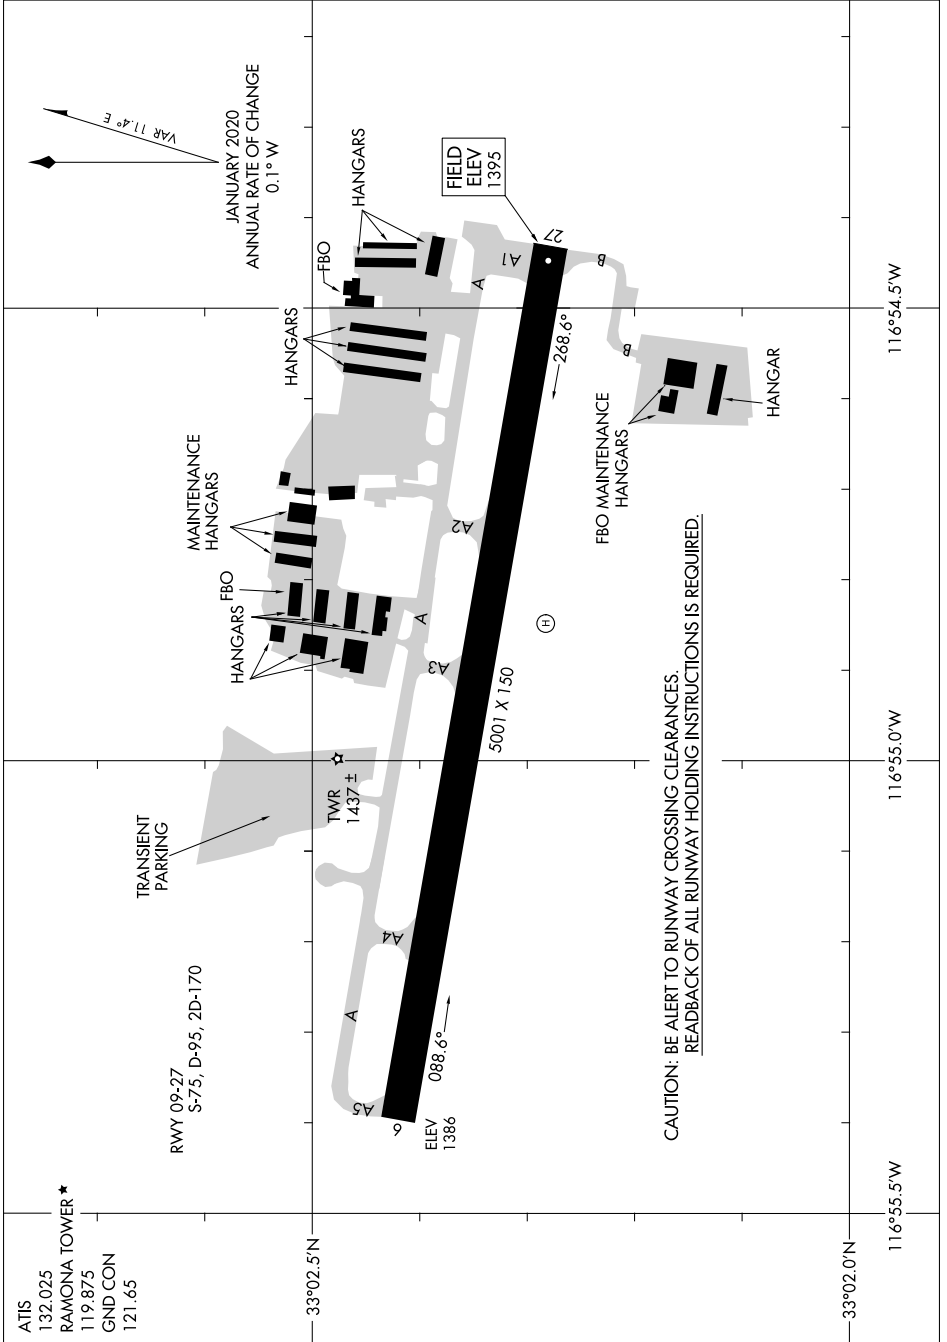 ATIS
132.025
RAMONA TOWER ★
119.875
GND CON
121.65
RWY 09-27
S-75, D-95, 2D-170
TRANSIENT
PARKING
HANGARS
FBO
MAINTENANCE
HANGARS
HANGARS
FBO
HANGARS
JANUARY 2020
ANNUAL RATE OF CHANGE
0.1° W
VAR 11.4° E
FIELD
ELEV
1395
TWR
1437 ±
A
A
A
A1
A2
A3
A4
A5
B
B
9
27
ELEV
1386
088.6°
5001 X 150
268.6°
H
FBO MAINTENANCE
HANGARS
HANGAR
CAUTION: BE ALERT TO RUNWAY CROSSING CLEARANCES.
READBACK OF ALL RUNWAY HOLDING INSTRUCTIONS IS REQUIRED.
33°02.5'N
33°02.0'N
116°55.5'W
116°55.0'W
116°54.5'W